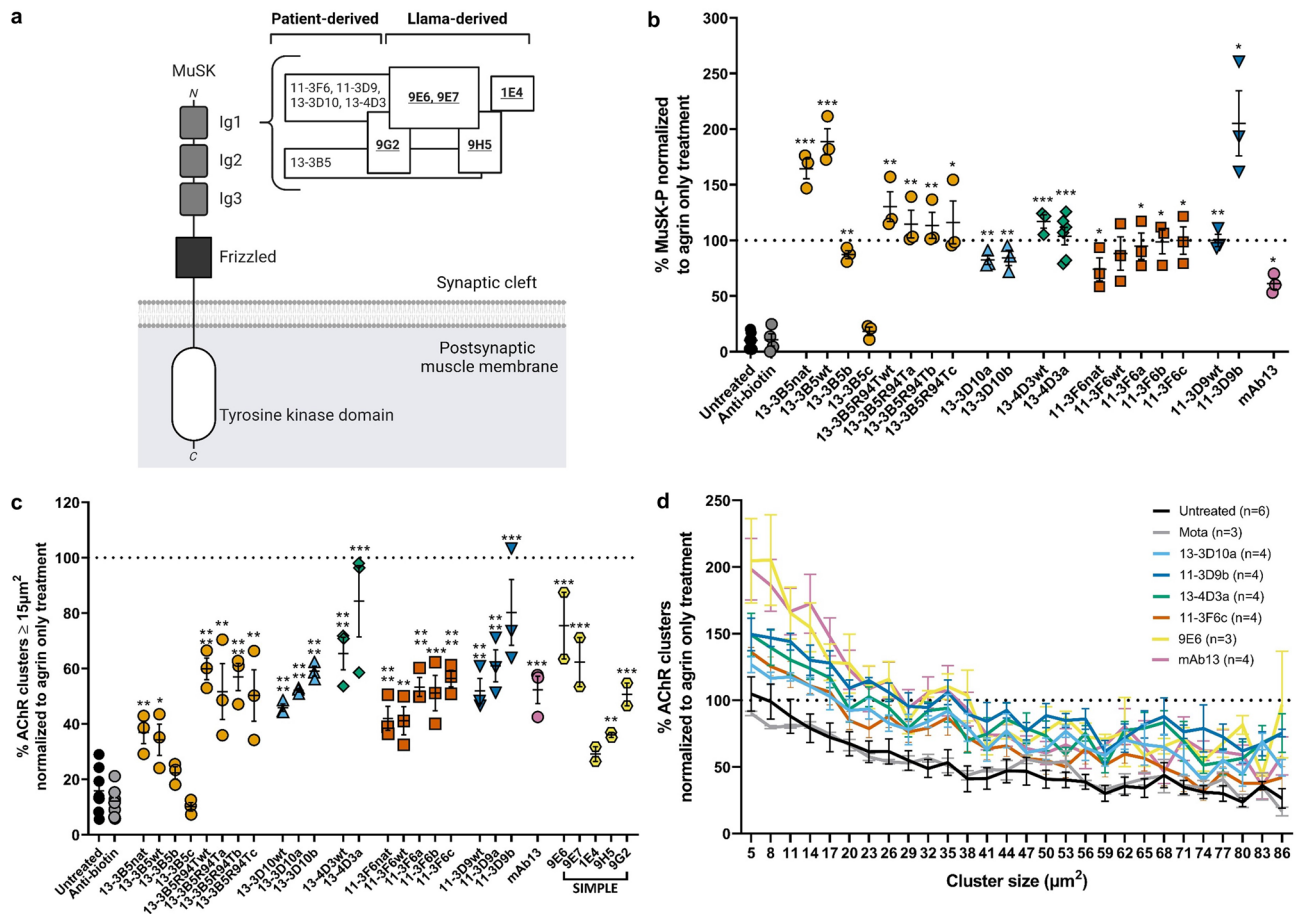 a
Patient-derived
Llama-derived
MuSK
N
Ig1
Ig2
Ig3
Frizzled
11-3F6, 11-3D9,
13-3D10, 13-4D3
9E6, 9E7
1E4
9G2
9H5
13-3B5
Synaptic cleft
Postsynaptic
muscle membrane
Tyrosine kinase domain
C
b
% MuSK-P normalized
to agrin only treatment
300
250
200
150
100
50
0
*** *** ** ** ** ** * ** ** *** *** * * * * ** * *
Untreated
Anti-biotin
13-3B5nat
13-3B5wt
13-3B5b
13-3B5c
13-3B5R94Twt
13-3B5R94Ta
13-3B5R94Tb
13-3B5R94Tc
13-3D10a
13-3D10b
13-4D3wt
13-4D3a
11-3F6nat
11-3F6wt
11-3F6a
11-3F6b
11-3F6c
11-3D9wt
11-3D9b
mAb13
c
% AChR clusters ≥ 15µm²
normalized to agrin only treatment
120
100
80
60
40
20
0
** * **** ** **** ** **** **** **** **** *** **** ** **** *** **** **** **** *** *** *** *** ** ***
Untreated
Anti-biotin
13-3B5nat
13-3B5wt
13-3B5b
13-3B5c
13-3B5R94Twt
13-3B5R94Ta
13-3B5R94Tb
13-3B5R94Tc
13-3D10wt
13-3D10a
13-3D10b
13-4D3wt
13-4D3a
11-3F6nat
11-3F6wt
11-3F6a
11-3F6b
11-3F6c
11-3D9wt
11-3D9a
11-3D9b
mAb13
9E6
9E7
1E4
9H5
9G2
SIMPLE
d
% AChR clusters
normalized to agrin only treatment
250
200
150
100
50
0
Untreated (n=6)
Mota (n=3)
13-3D10a (n=4)
11-3D9b (n=4)
13-4D3a (n=4)
11-3F6c (n=4)
9E6 (n=3)
mAb13 (n=4)
5 8 11 14 17 20 23 26 29 32 35 38 41 44 47 50 53 56 59 62 65 68 71 74 77 80 83 86
Cluster size (µm²)